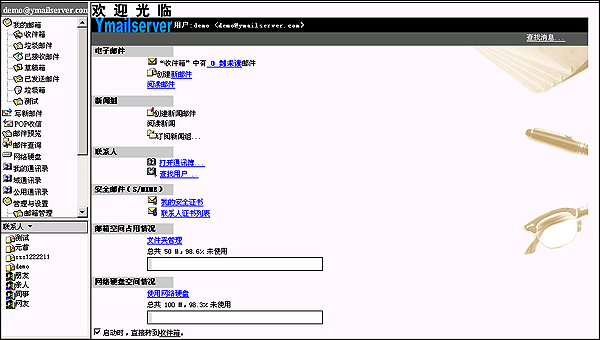 demo@ymailserver.com
我的邮箱
收件箱
垃圾邮件
已接收邮件
草稿箱
已发送邮件
垃圾箱
测试
写新邮件
POP收信
邮件预览
邮件查询
网络硬盘
我的通讯录
域通讯录
公用通讯录
管理与设置
邮箱管理
联系人
测试
元首
sss1222211
demo
朋友
亲人
同事
网友
欢 迎 光 临
Ymailserver 用户:demo <demo@ymailserver.com>
查找消息...
电子邮件
“收件箱”中有 0 封未读邮件
创建新邮件
阅读邮件
新闻组
创建新闻邮件
阅读新闻
订阅新闻组...
联系人
打开通讯簿...
查找用户...
安全邮件(S/MIME)
我的安全证书
联系人证书列表
邮箱空间占用情况
文件夹管理
总共 50 M,98.6% 未使用
网络硬盘空间情况
使用网络硬盘
总共 100 M,98.3% 未使用
启动时,直接转到收件箱。